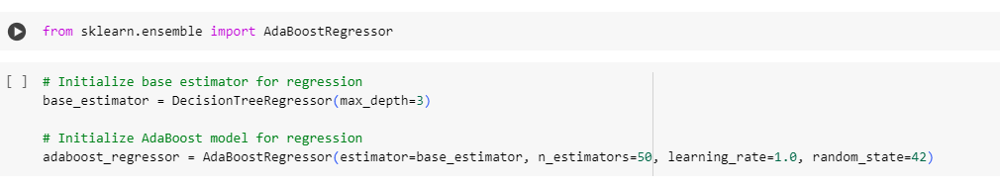 from sklearn.ensemble import AdaBoostRegressor
[ ] # Initialize base estimator for regression
base_estimator = DecisionTreeRegressor(max_depth=3)
# Initialize AdaBoost model for regression
adaboost_regressor = AdaBoostRegressor(estimator=base_estimator, n_estimators=50, learning_rate=1.0, random_state=42)